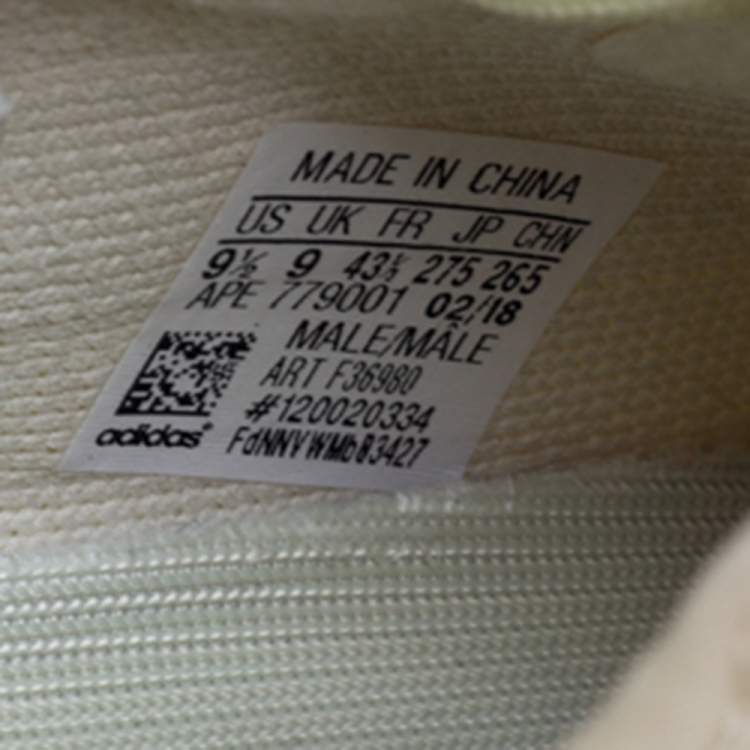 MADE IN CHINA
US UK FR JP CHN
9½ 9 43⅓ 275 265
APE 779001 02/18
MALE/MÂLE
ART F36980
#120020334
adidas® FdNNVWMbB3427